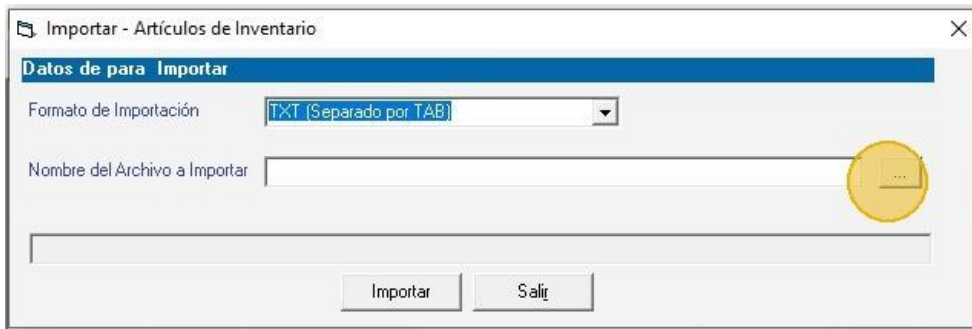 Importar - Artículos de Inventario
Datos de para Importar
Formato de Importación TXT (Separado por TAB)
Nombre del Archivo a Importar ...
Importar Salir